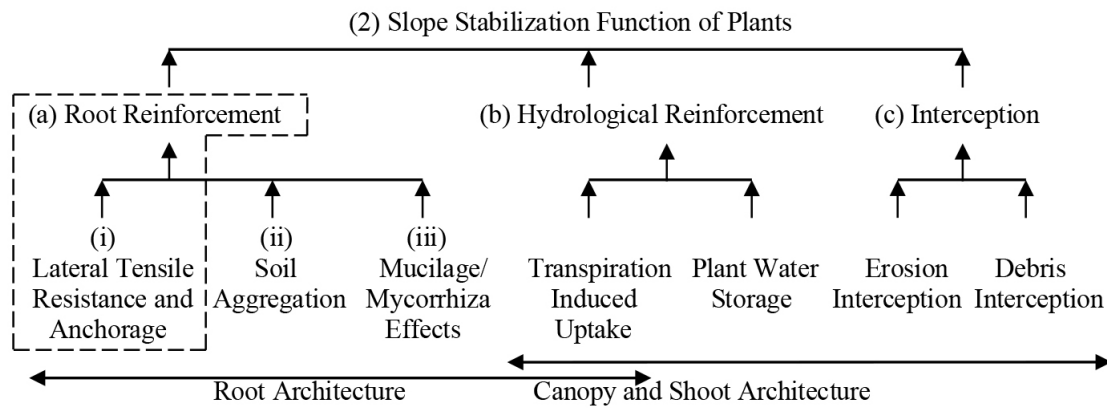 (2) Slope Stabilization Function of Plants
(a) Root Reinforcement
(b) Hydrological Reinforcement
(c) Interception
(i)
Lateral Tensile
Resistance and
Anchorage
(ii)
Soil
Aggregation
(iii)
Mucilage/
Mycorrhiza
Effects
Transpiration
Induced
Uptake
Plant Water
Storage
Erosion
Interception
Debris
Interception
Root Architecture
Canopy and Shoot Architecture